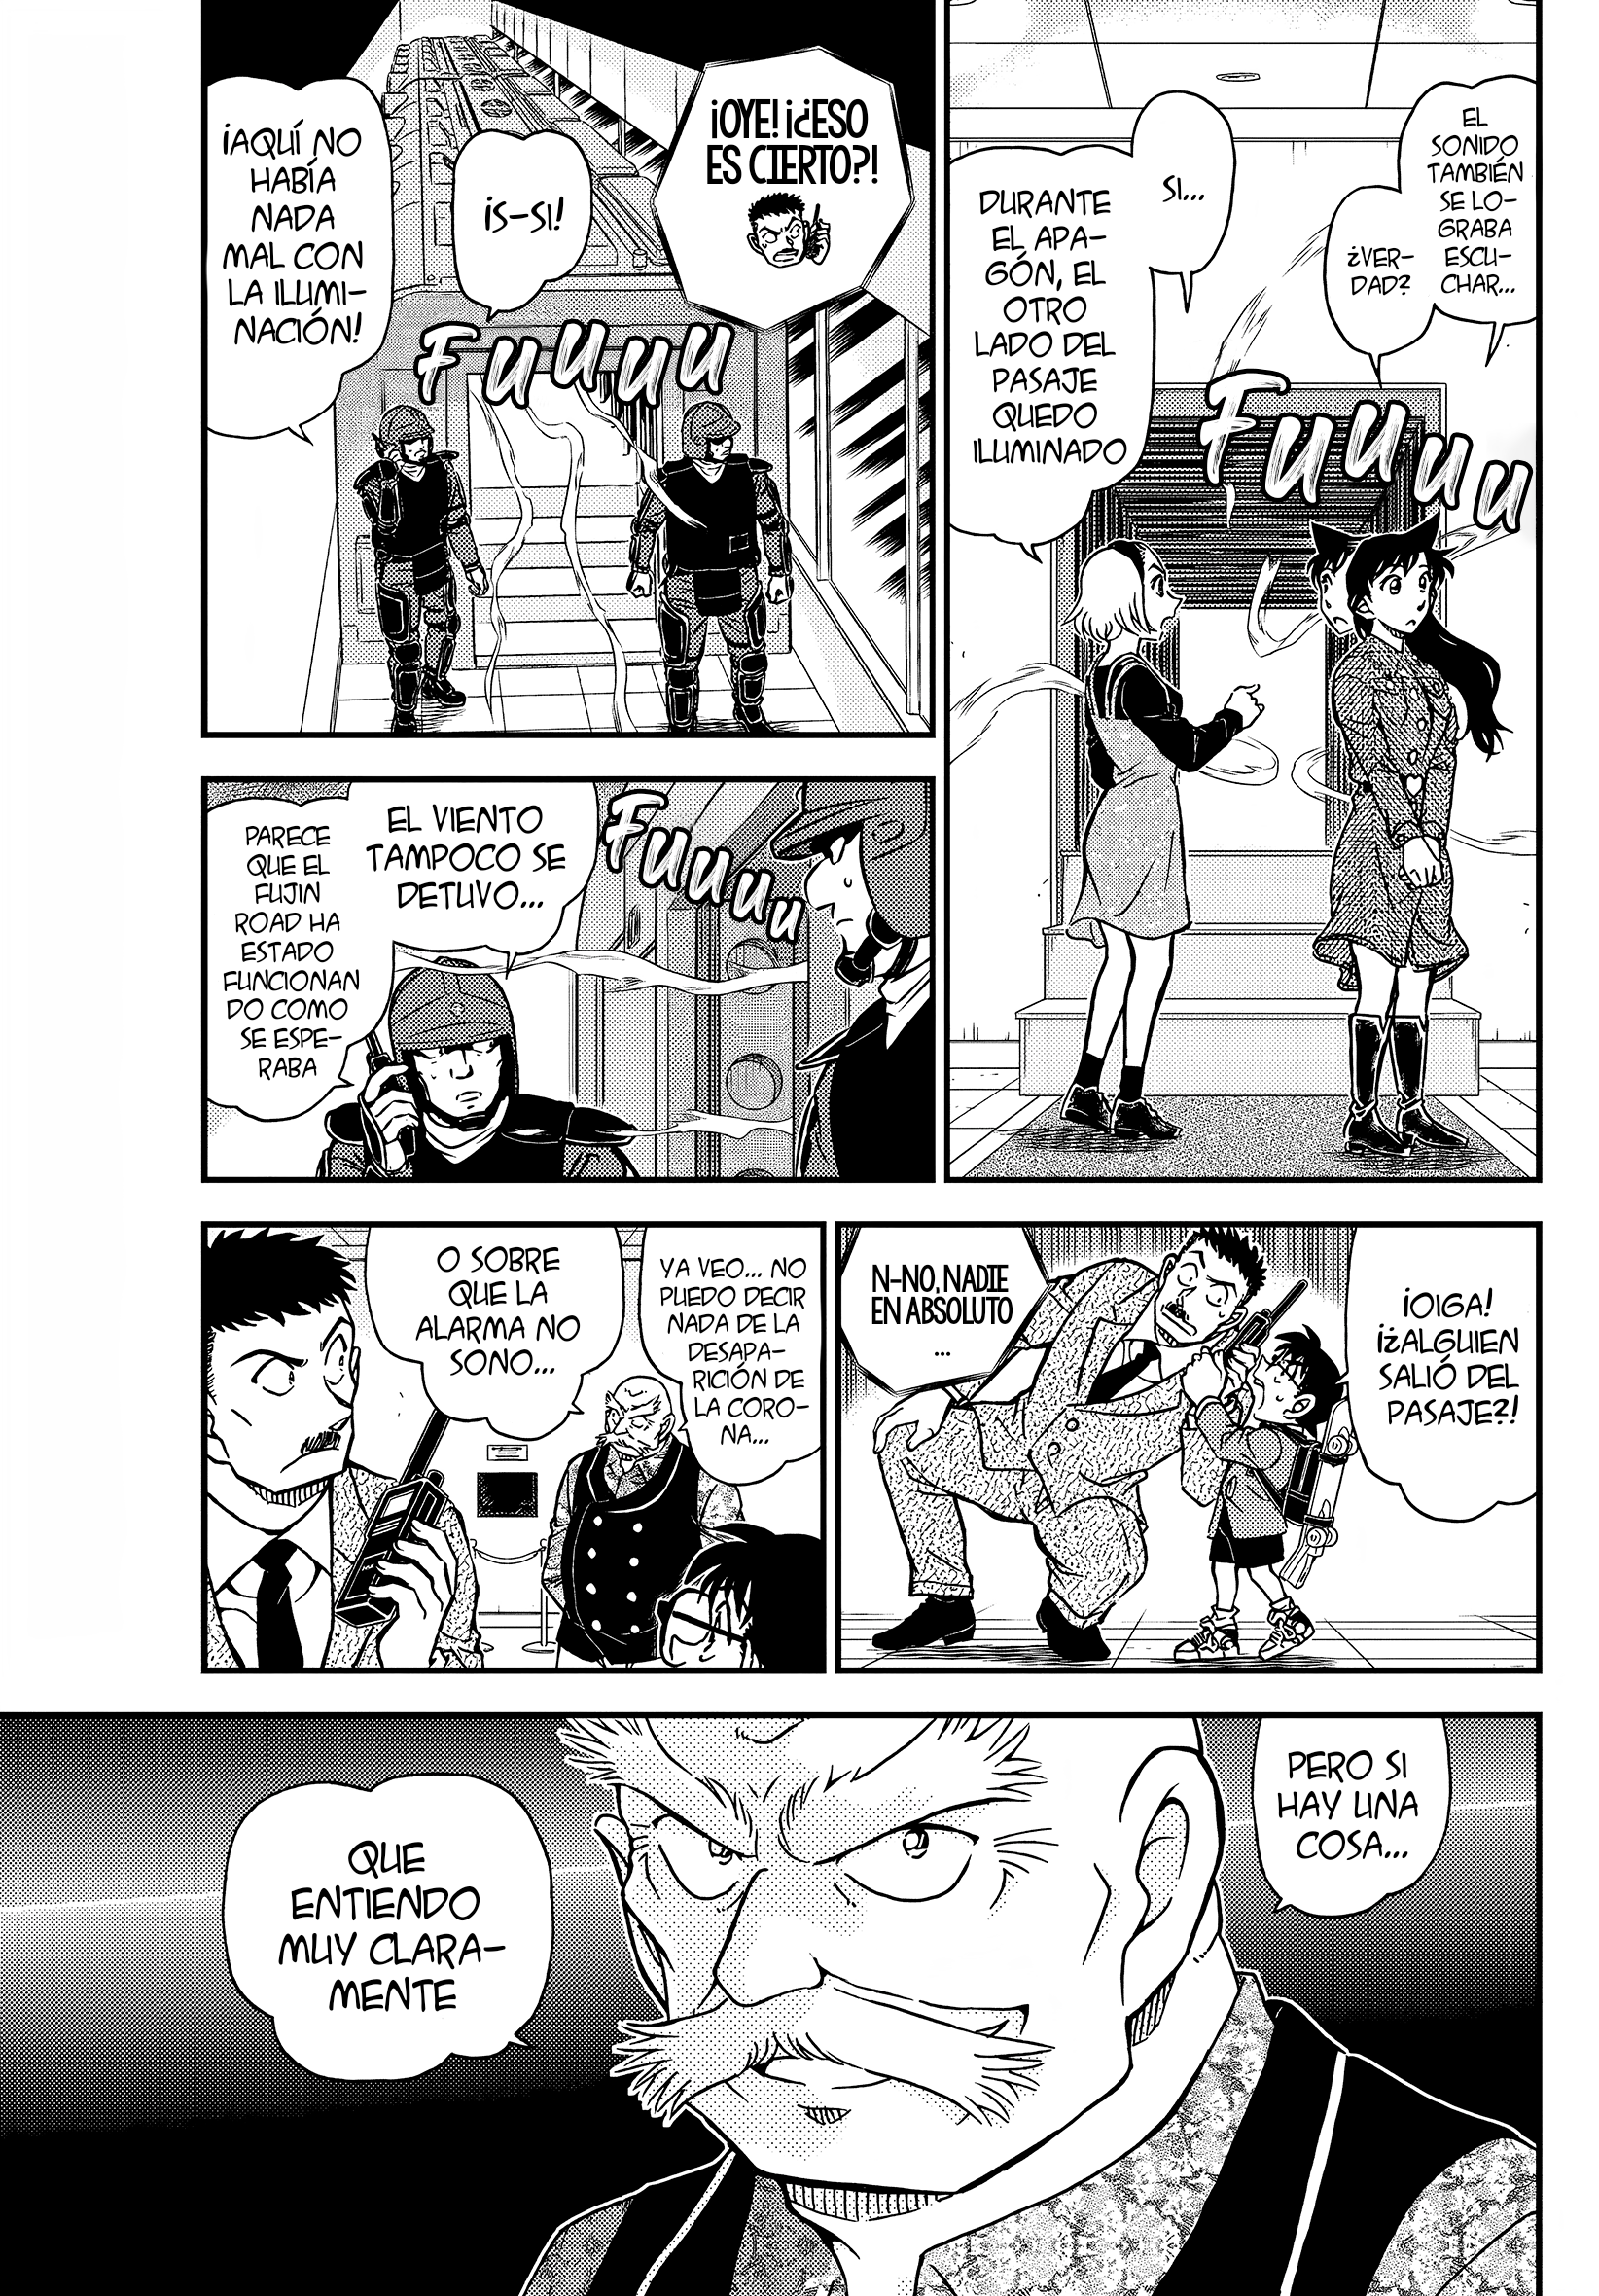 EL
SONIDO
TAMBIÉN
SE LO-
GRABA
ESCU-
CHAR...
¿VER-
DAD?
SI...
DURANTE
EL APA-
GÓN, EL
OTRO
LADO DEL
PASAJE
QUEDO
ILUMINADO
FUUUU
¡OYE! ¡¿ESO
ES CIERTO?!
¡S-SI!
¡AQUÍ NO
HABÍA
NADA
MAL CON
LA ILUMI-
NACIÓN!
FUUUU
EL VIENTO
TAMPOCO SE
DETUVO...
PARECE
QUE EL
FUJIN
ROAD HA
ESTADO
FUNCIONAN
DO COMO
SE ESPE-
RABA
FUUUU
¡OIGA!
¡¿ALGUIEN
SALIÓ DEL
PASAJE?!
N-NO, NADIE
EN ABSOLUTO
...
YA VEO... NO
PUEDO DECIR
NADA DE LA
DESAPA-
RICIÓN DE
LA CORO-
NA...
O SOBRE
QUE LA
ALARMA NO
SONO...
PERO SI
HAY UNA
COSA...
QUE
ENTIENDO
MUY CLARA-
MENTE